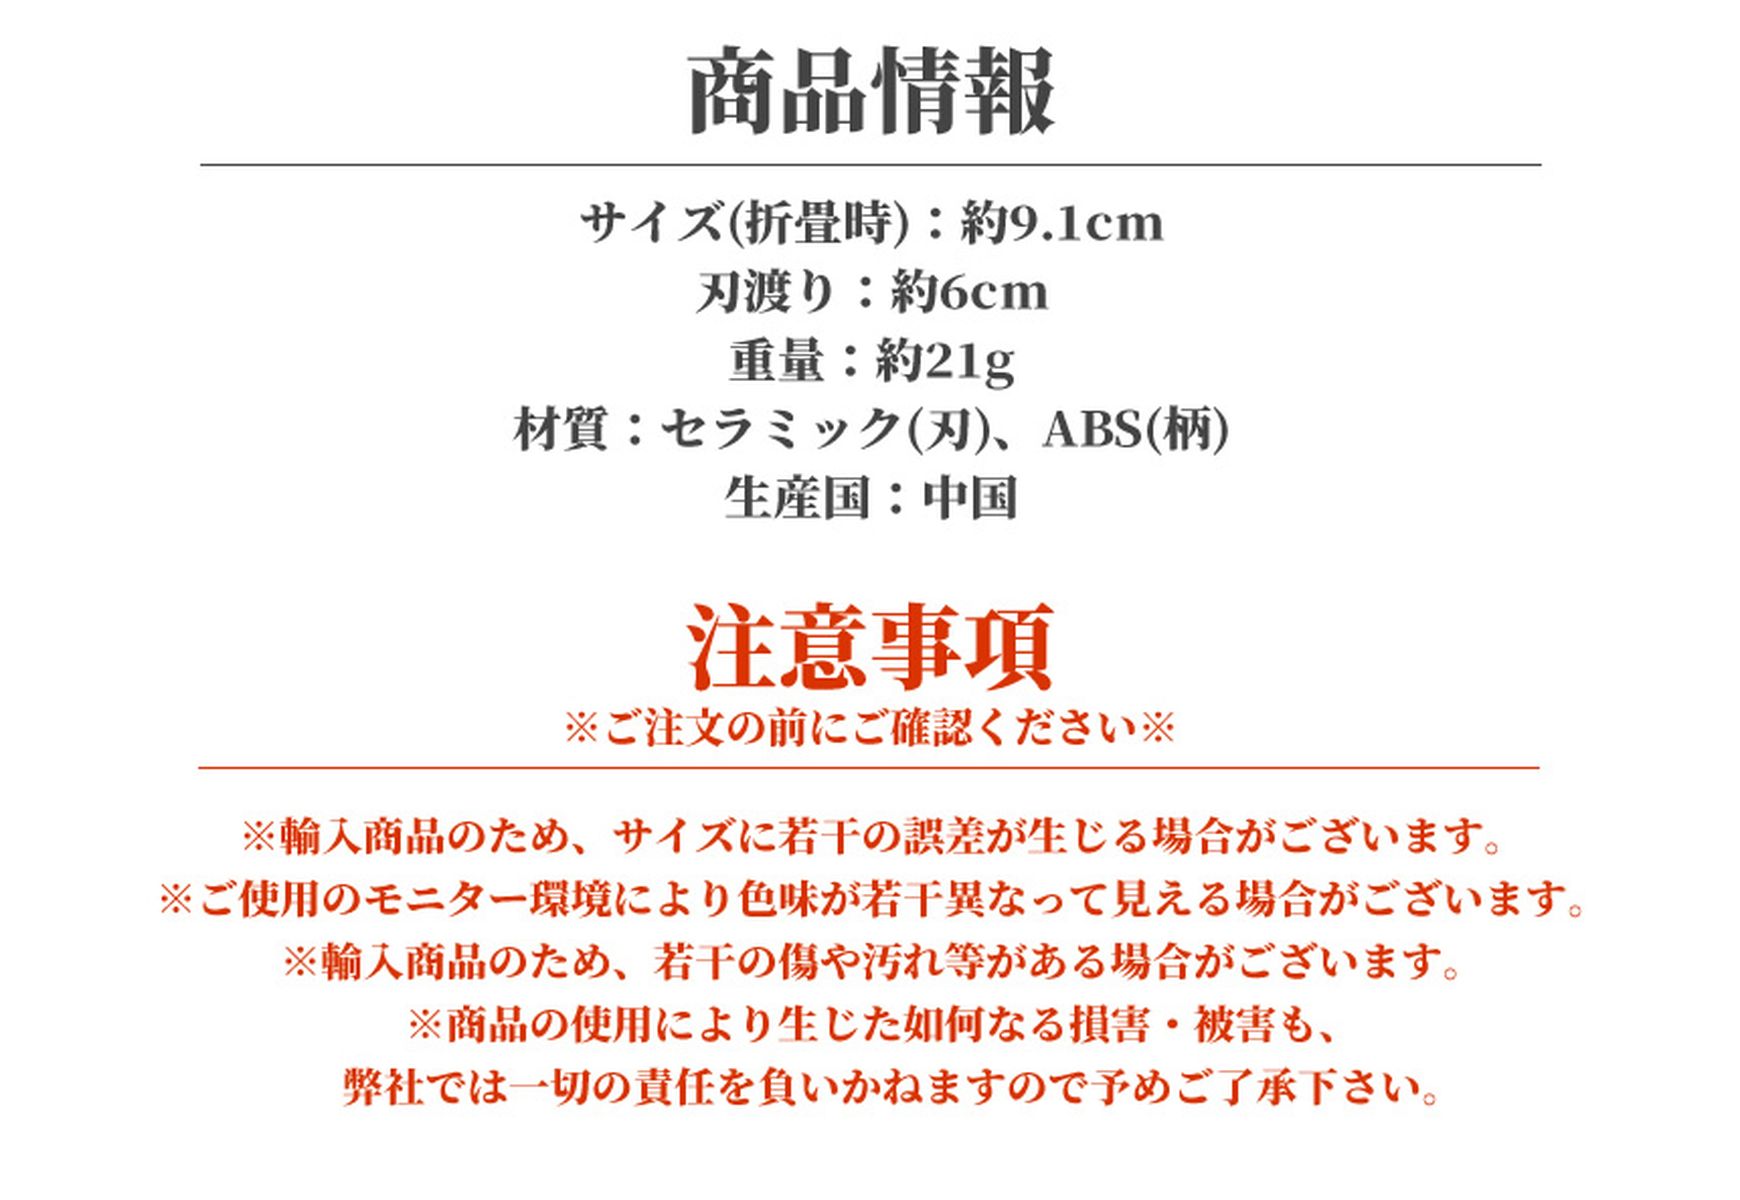 商品情報
サイズ(折畳時)：約9.1cm
刃渡り：約6cm
重量：約21g
材質：セラミック(刃)、ABS(柄)
生産国：中国
注意事項
※ご注文の前にご確認ください※
※輸入商品のため、サイズに若干の誤差が生じる場合がございます。
※ご使用のモニター環境により色味が若干異なって見える場合がございます。
※輸入商品のため、若干の傷や汚れ等がある場合がございます。
※商品の使用により生じた如何なる損害・被害も、
弊社では一切の責任を負いかねますので予めご了承下さい。